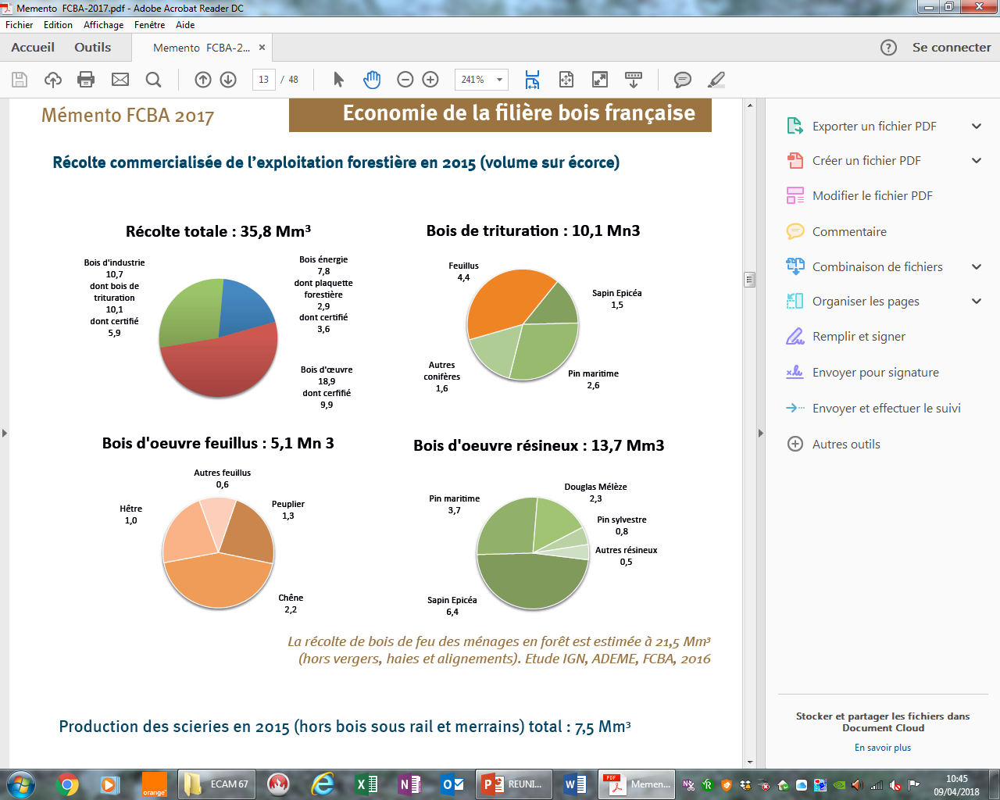 Memento FCBA-2017.pdf - Adobe Acrobat Reader DC
Fichier Edition Affichage Fenêtre Aide
Accueil Outils Memento FCBA-2... × ? Se connecter
13 / 48 241%
Mémento FCBA 2017
Economie de la filière bois française
Récolte commercialisée de l'exploitation forestière en 2015 (volume sur écorce)
Récolte totale : 35,8 Mm³
Bois d'industrie
10,7
dont bois de
trituration
10,1
dont certifié
5,9
Bois énergie
7,8
dont plaquette
forestière
2,9
dont certifié
3,6
Bois d'œuvre
18,9
dont cerfifié
9,9
Bois de trituration : 10,1 Mn3
Feuillus
4,4
Sapin Epicéa
1,5
Autres
conifères
1,6
Pin maritime
2,6
Bois d'oeuvre feuillus : 5,1 Mn 3
Autres feuillus
0,6
Hêtre
1,0
Peuplier
1,3
Chêne
2,2
Bois d'oeuvre résineux : 13,7 Mm3
Douglas Mélèze
2,3
Pin maritime
3,7
Pin sylvestre
0,8
Autres résineux
0,5
Sapin Epicéa
6,4
La récolte de bois de feu des ménages en forêt est estimée à 21,5 Mm³
(hors vergers, haies et alignements). Etude IGN, ADEME, FCBA, 2016
Production des scieries en 2015 (hors bois sous rail et merrains) total : 7,5 Mm³
Exporter un fichier PDF
Créer un fichier PDF
Modifier le fichier PDF
Commentaire
Combinaison de fichiers
Organiser les pages
Remplir et signer
Envoyer pour signature
Envoyer et effectuer le suivi
Autres outils
Stocker et partager les fichiers dans
Document Cloud
En savoir plus
orange ECAM 67 REUNI... Memen...
10:45
09/04/2018